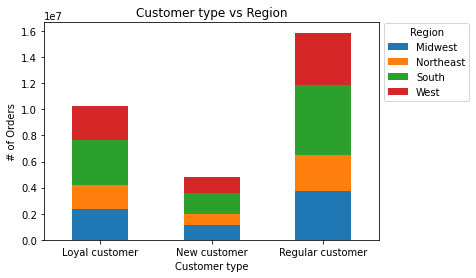 Customer type vs Region
1e7
1.6
1.4
1.2
1.0
0.8
0.6
0.4
0.2
0.0
# of Orders
Loyal customer
New customer
Regular customer
Customer type
Region
Midwest
Northeast
South
West